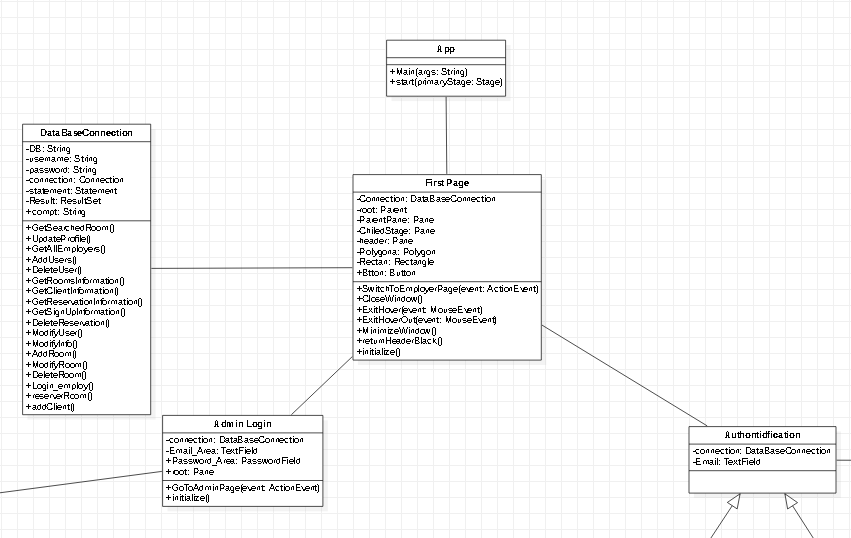 App
+Main(args: String)
+start(primaryStage: Stage)
DataBaseConnection
-DB: String
-username: String
-password: String
-connection: Connection
-statement: Statement
-Result: ResultSet
+compt: String
+GetSearchedRoom()
+UpdateProfile()
+GetAllEmployers()
+AddUsers()
+DeleteUser()
+GetRoomsInformation()
+GetClientInformation()
+GetReservationInformation()
+GetSignUpInformation()
+DeleteReservation()
+ModifyUser()
+ModifyInfo()
+AddRoom()
+ModifyRoom()
+DeleteRoom()
+Login_employ()
+reserverRoom()
+addClient()
First Page
-Connection: DataBaseConnection
-root: Parent
-ParentPane: Pane
-ChiledStage: Pane
-header: Pane
-Polygona: Polygon
-Rectan: Rectangle
+Btton: Button
+SwitchToEmployerPage(event: ActionEvent)
+CloseWindow()
+ExitHover(event: MouseEvent)
+ExitHoverOut(event: MouseEvent)
+MinimizeWindow()
+returnHeaderBlack()
+initialize()
Admin Login
-connection: DataBaseConnection
-Email_Area: TextField
+Password_Area: PasswordField
+root: Pane
+GoToAdminPage(event: ActionEvent)
+initialize()
Authontidfication
-connection: DataBaseConnection
-Email: TextField